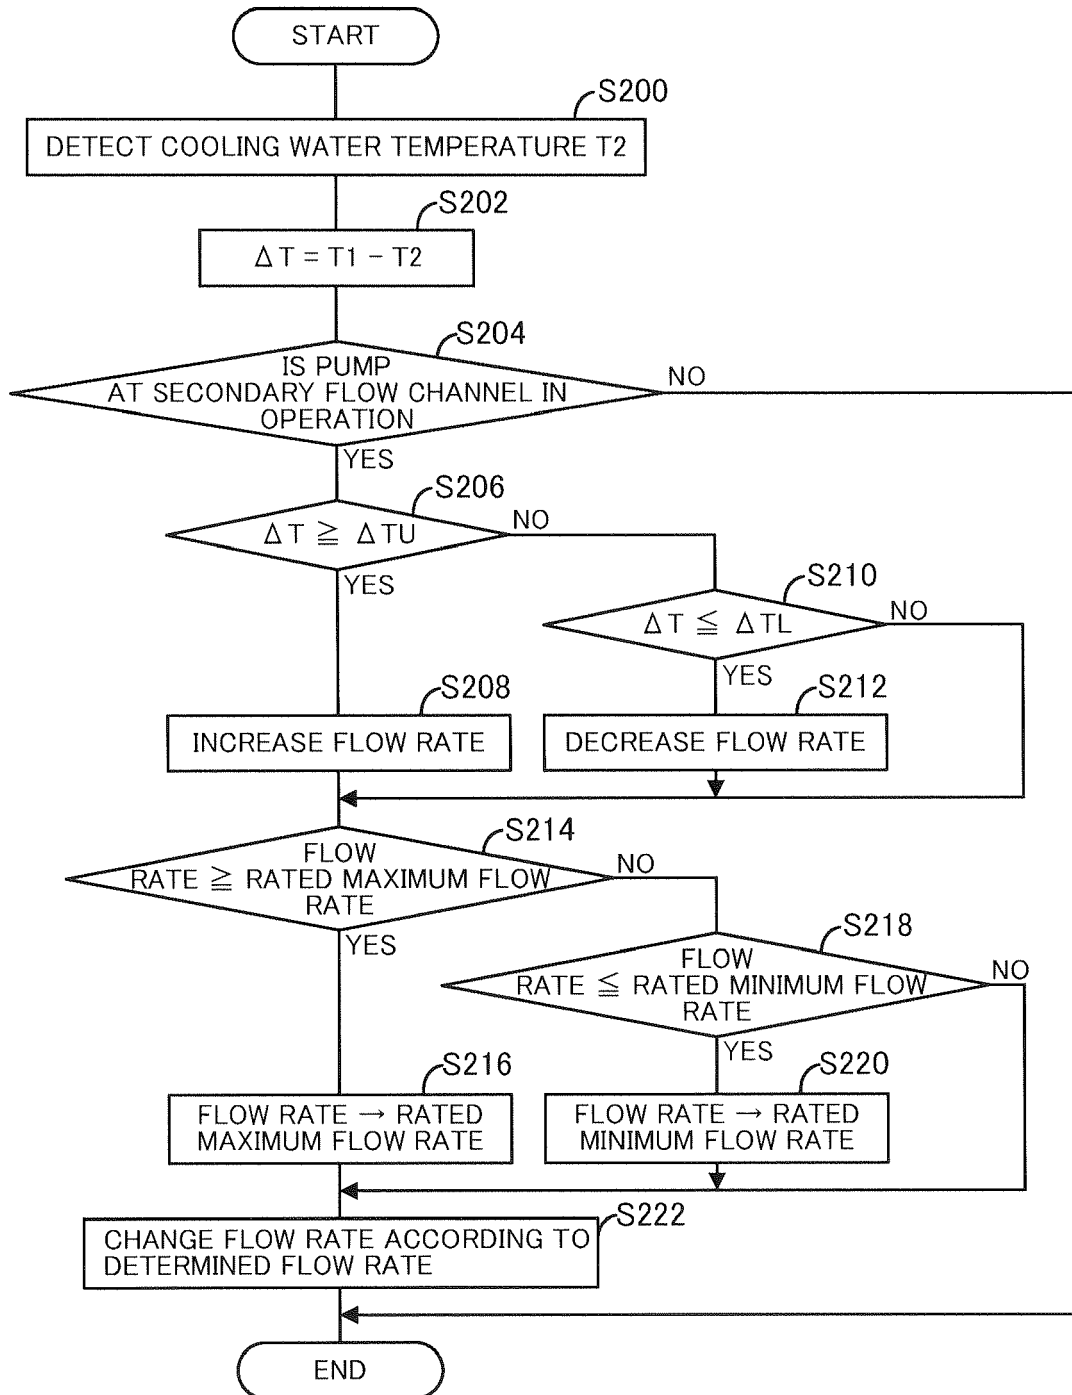 START
S200
DETECT COOLING WATER TEMPERATURE T2
S202
ΔT = T1 − T2
S204
IS PUMP
AT SECONDARY FLOW CHANNEL IN
OPERATION
NO
YES
S206
ΔT ≧ ΔTU
NO
YES
S210
ΔT ≦ ΔTL
NO
YES
S208
INCREASE FLOW RATE
S212
DECREASE FLOW RATE
S214
FLOW
RATE ≧ RATED MAXIMUM FLOW
RATE
NO
YES
S218
FLOW
RATE ≦ RATED MINIMUM FLOW
RATE
NO
YES
S216
FLOW RATE → RATED
MAXIMUM FLOW RATE
S220
FLOW RATE → RATED
MINIMUM FLOW RATE
S222
CHANGE FLOW RATE ACCORDING TO
DETERMINED FLOW RATE
END